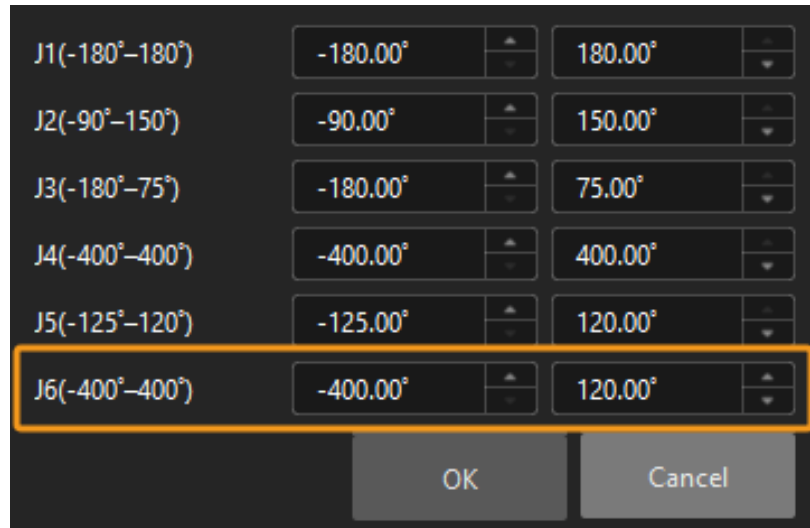 J1(-180°–180°) -180.00° 180.00°
J2(-90°–150°) -90.00° 150.00°
J3(-180°–75°) -180.00° 75.00°
J4(-400°–400°) -400.00° 400.00°
J5(-125°–120°) -125.00° 120.00°
J6(-400°–400°) -400.00° 120.00°
OK Cancel